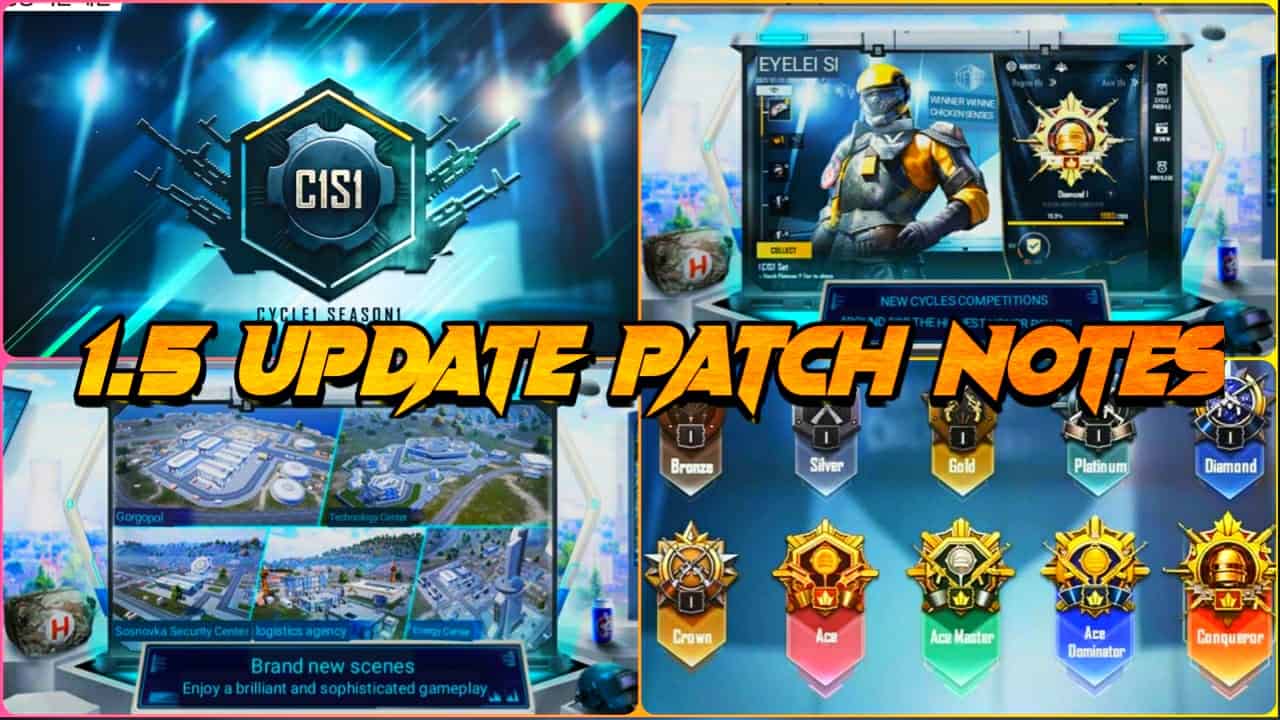 C1S1
CYCLE1 SEASON1
EYELEI SI
WINNER WINNE
CHICKEN SENSES
AMERICA
Diamond I
COLLECT
C1S1 Set
H
NEW CYCLES COMPETITIONS
1.5 UPDATE PATCH NOTES
Gorgopol
Technology Center
Sosnovka Security Center
logistics agency
Energy Center
H
Brand new scenes
Enjoy a brilliant and sophisticated gameplay
I
I
I
I
Bronze
Silver
Gold
Platinum
Diamond
I
Crown
Ace
Ace Master
Ace
Dominator
Conqueror